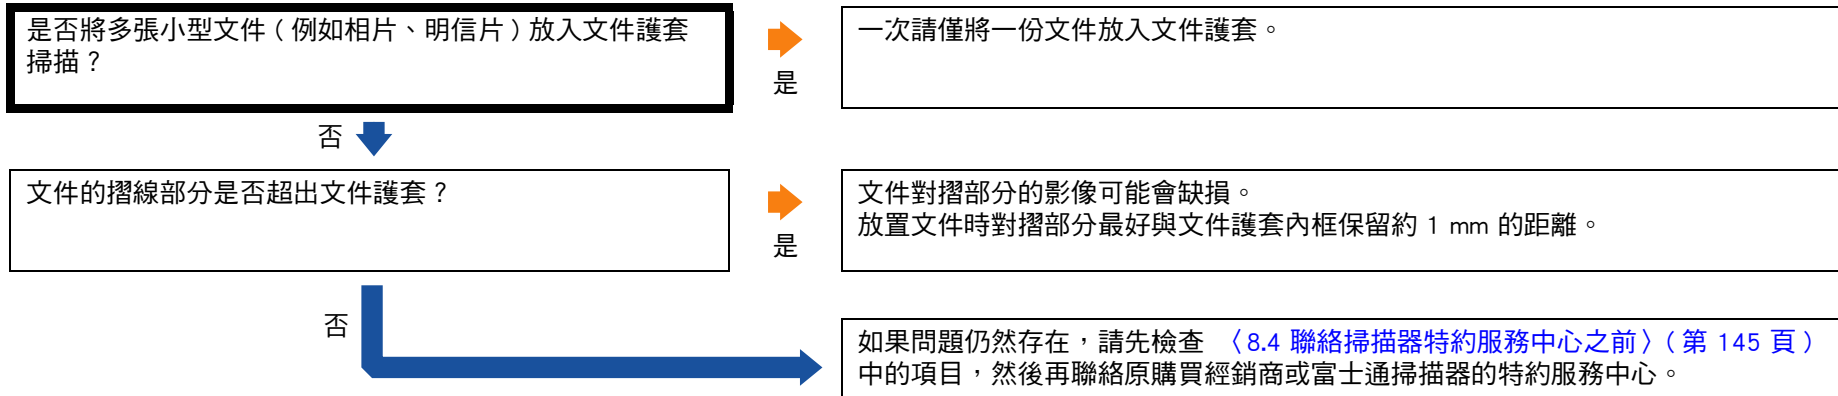 是否將多張小型文件 ( 例如相片、明信片 ) 放入文件護套
掃描？
是
一次請僅將一份文件放入文件護套。
否
文件的摺線部分是否超出文件護套？
是
文件對摺部分的影像可能會缺損。
放置文件時對摺部分最好與文件護套內框保留約 1 mm 的距離。
否
如果問題仍然存在，請先檢查 〈8.4 聯絡掃描器特約服務中心之前〉( 第 145 頁 )
中的項目，然後再聯絡原購買經銷商或富士通掃描器的特約服務中心。